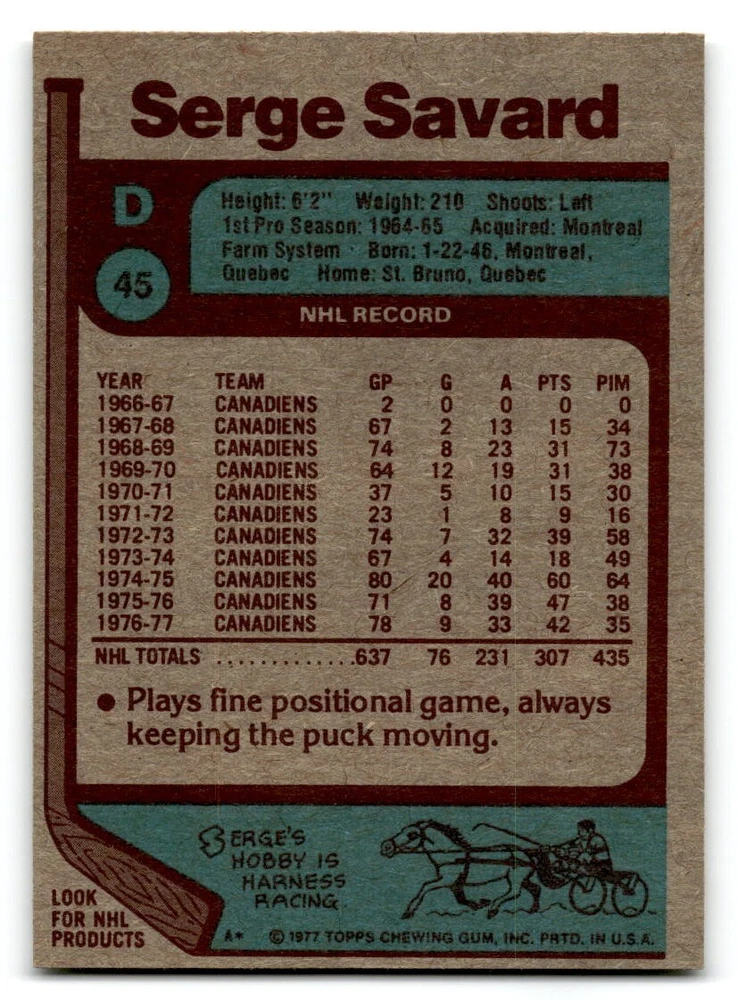 Serge Savard
D
45
Height: 6'2" Weight: 210 Shoots: Left
1st Pro Season: 1964-65 Acquired: Montreal
Farm System Born: 1-22-46, Montreal,
Quebec Home: St. Bruno, Quebec
NHL RECORD
YEAR TEAM GP G A PTS PIM
1966-67 CANADIENS 2 0 0 0 0
1967-68 CANADIENS 67 2 13 15 34
1968-69 CANADIENS 74 8 23 31 73
1969-70 CANADIENS 64 12 19 31 38
1970-71 CANADIENS 37 5 10 15 30
1971-72 CANADIENS 23 1 8 9 16
1972-73 CANADIENS 74 7 32 39 58
1973-74 CANADIENS 67 4 14 18 49
1974-75 CANADIENS 80 20 40 60 64
1975-76 CANADIENS 71 8 39 47 38
1976-77 CANADIENS 78 9 33 42 35
NHL TOTALS .............637 76 231 307 435
● Plays fine positional game, always
keeping the puck moving.
SERGE'S
HOBBY IS
HARNESS
RACING
LOOK
FOR NHL
PRODUCTS
A* © 1977 TOPPS CHEWING GUM, INC. PRTD. IN U.S.A.